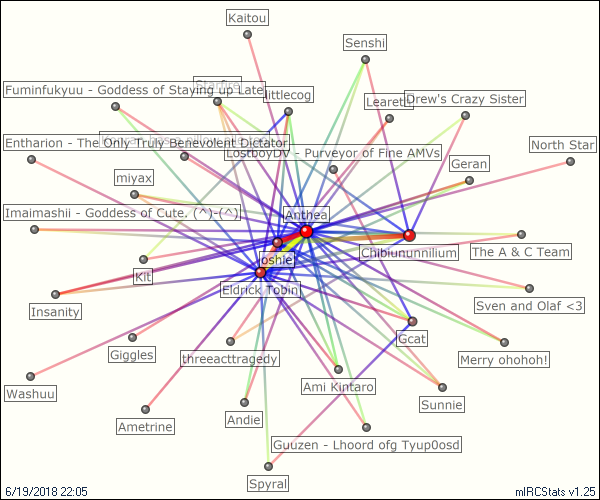 Kaitou
Senshi
Starfire
Fuminfukyuu - Goddess of Staying up Late
littlecog
Learett
Drew's Crazy Sister
Entharion - The Only Truly Benevolent Dictator
LostboyDV - Purveyor of Fine AMVs
North Star
Geran
miyax
Imaimashii - Goddess of Cute. (^)-(^)
Anthea
Chibiununnilium
The A & C Team
Kit
oshie
Eldrick Tobin
Insanity
Sven and Olaf <3
Gcat
Giggles
threeacttragedy
Merry ohohoh!
Washuu
Ami Kintaro
Sunnie
Ametrine
Andie
Guuzen - Lhoord ofg Tyup0osd
Spyral
6/19/2018 22:05
mIRCStats v1.25